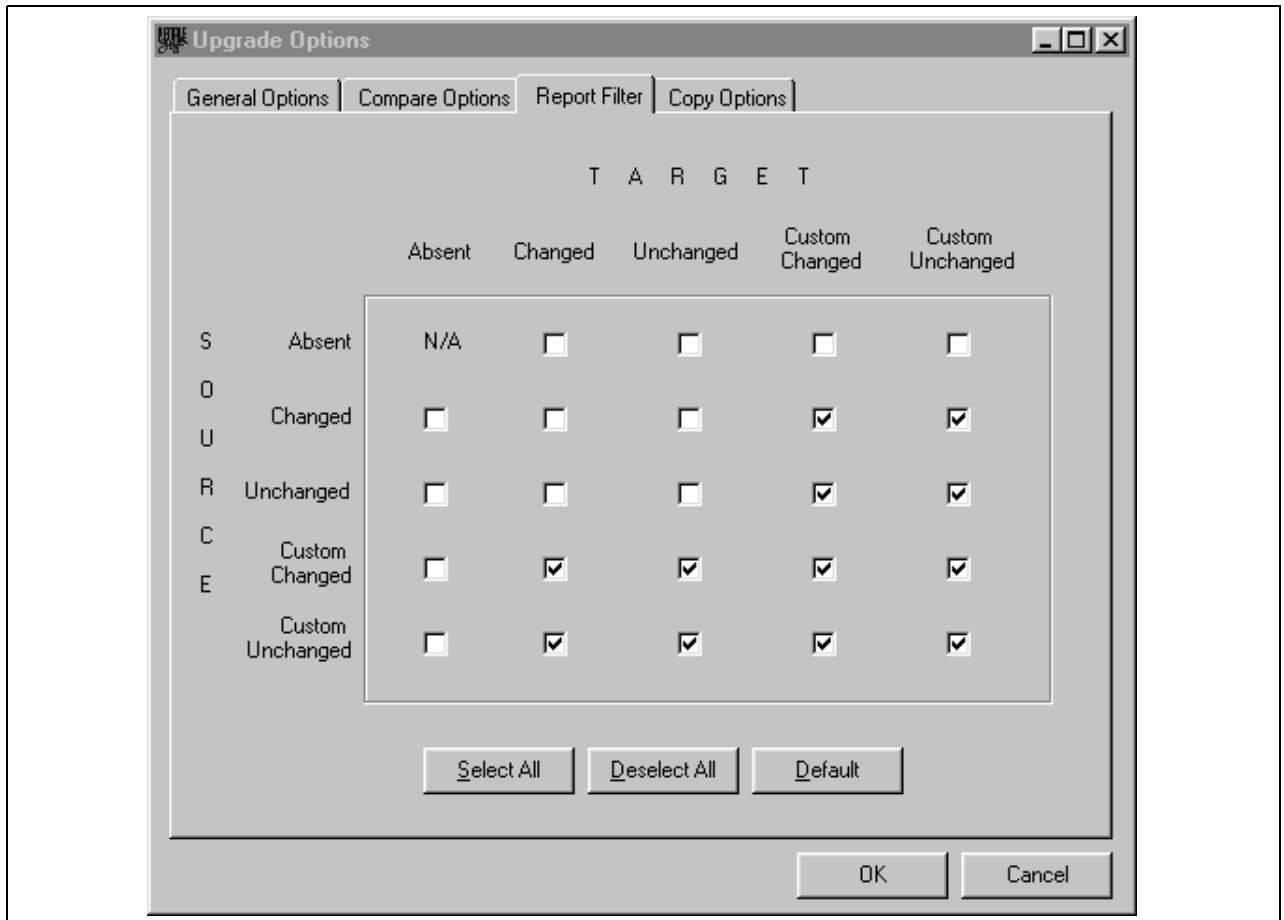 Upgrade Options
General Options
Compare Options
Report Filter
Copy Options
T A R G E T
Absent
Changed
Unchanged
Custom
Changed
Custom
Unchanged
S O U R C E
Absent
N/A
Changed
Unchanged
Custom
Changed
Custom
Unchanged
Select All
Deselect All
Default
OK
Cancel